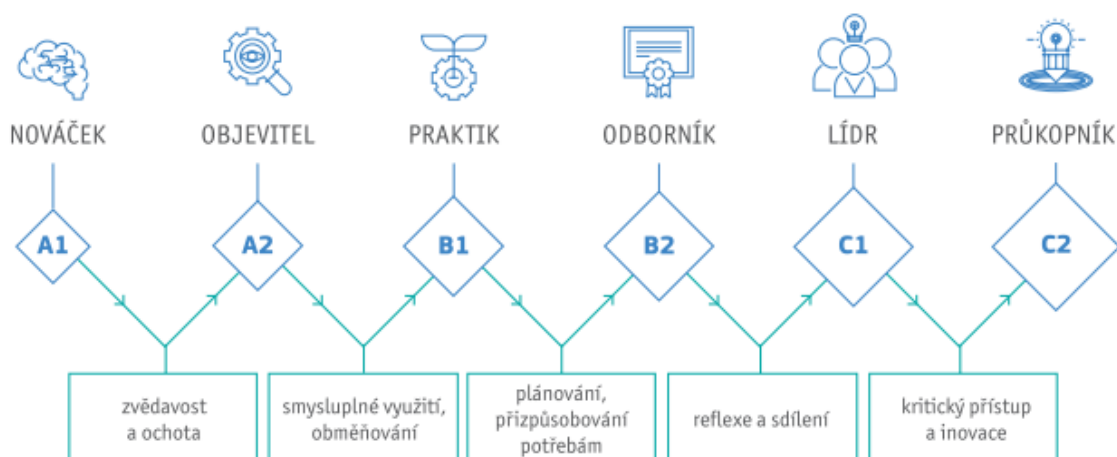 NOVÁČEK
OBJEVITEL
PRAKTIK
ODBORNÍK
LÍDR
PRŮKOPNÍK
A1
A2
B1
B2
C1
C2
zvědavost
a ochota
smysluplné využití,
obměňování
plánování,
přizpůsobování
potřebám
reflexe a sdílení
kritický přístup
a inovace